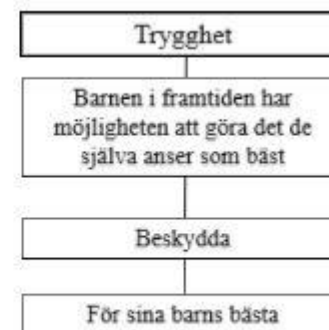 Trygghet
Barnen i framtiden har
möjligheten att göra det de
själva anser som bäst
Beskydda
För sina barns bästa